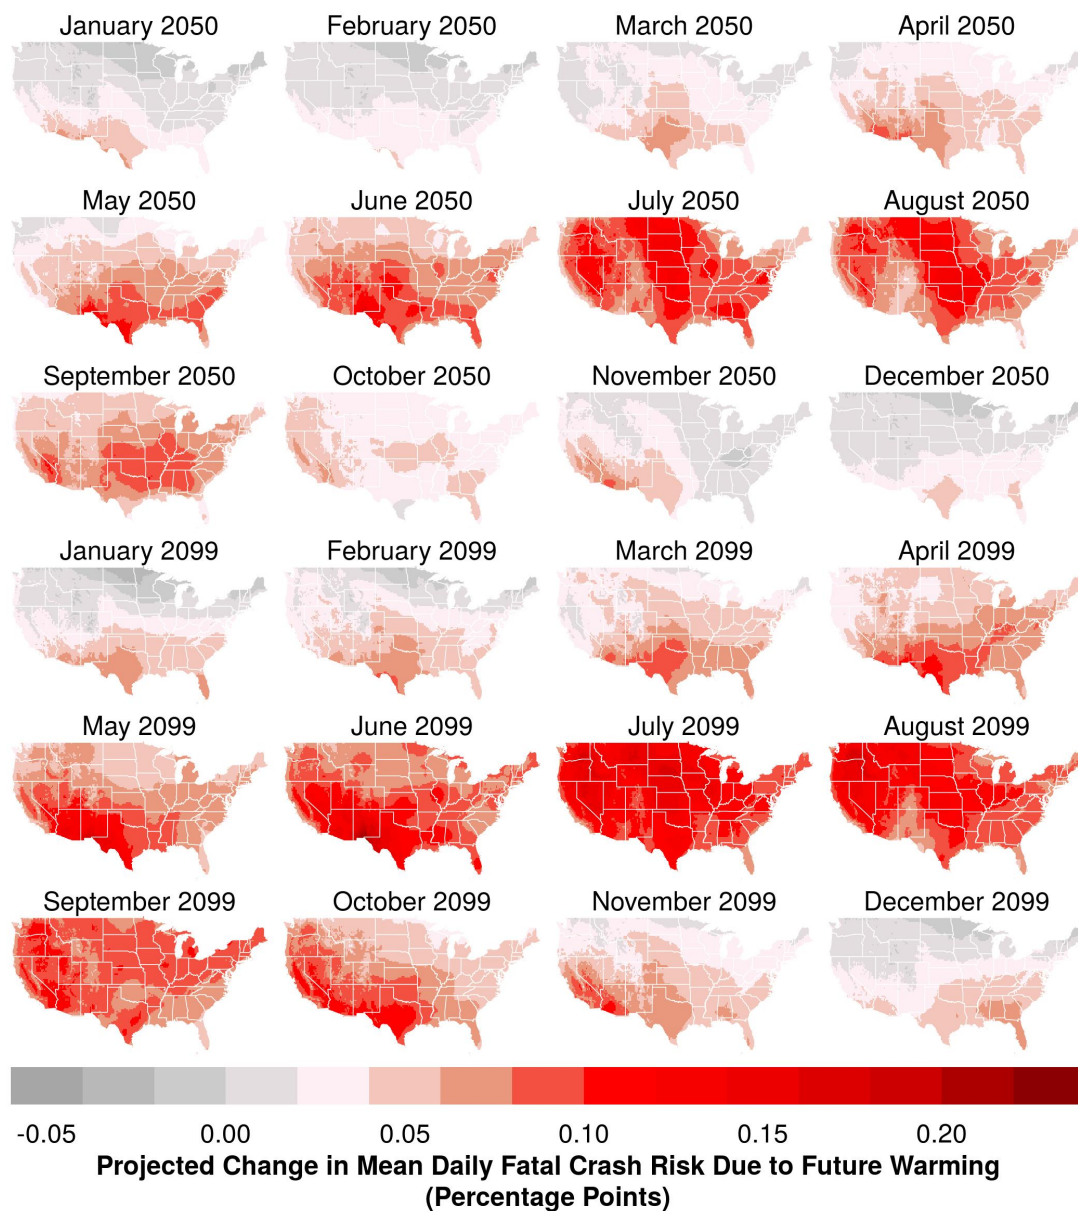 January 2050 February 2050 March 2050 April 2050
May 2050 June 2050 July 2050 August 2050
September 2050 October 2050 November 2050 December 2050
January 2099 February 2099 March 2099 April 2099
May 2099 June 2099 July 2099 August 2099
September 2099 October 2099 November 2099 December 2099
-0.05 0.00 0.05 0.10 0.15 0.20
Projected Change in Mean Daily Fatal Crash Risk Due to Future Warming
(Percentage Points)